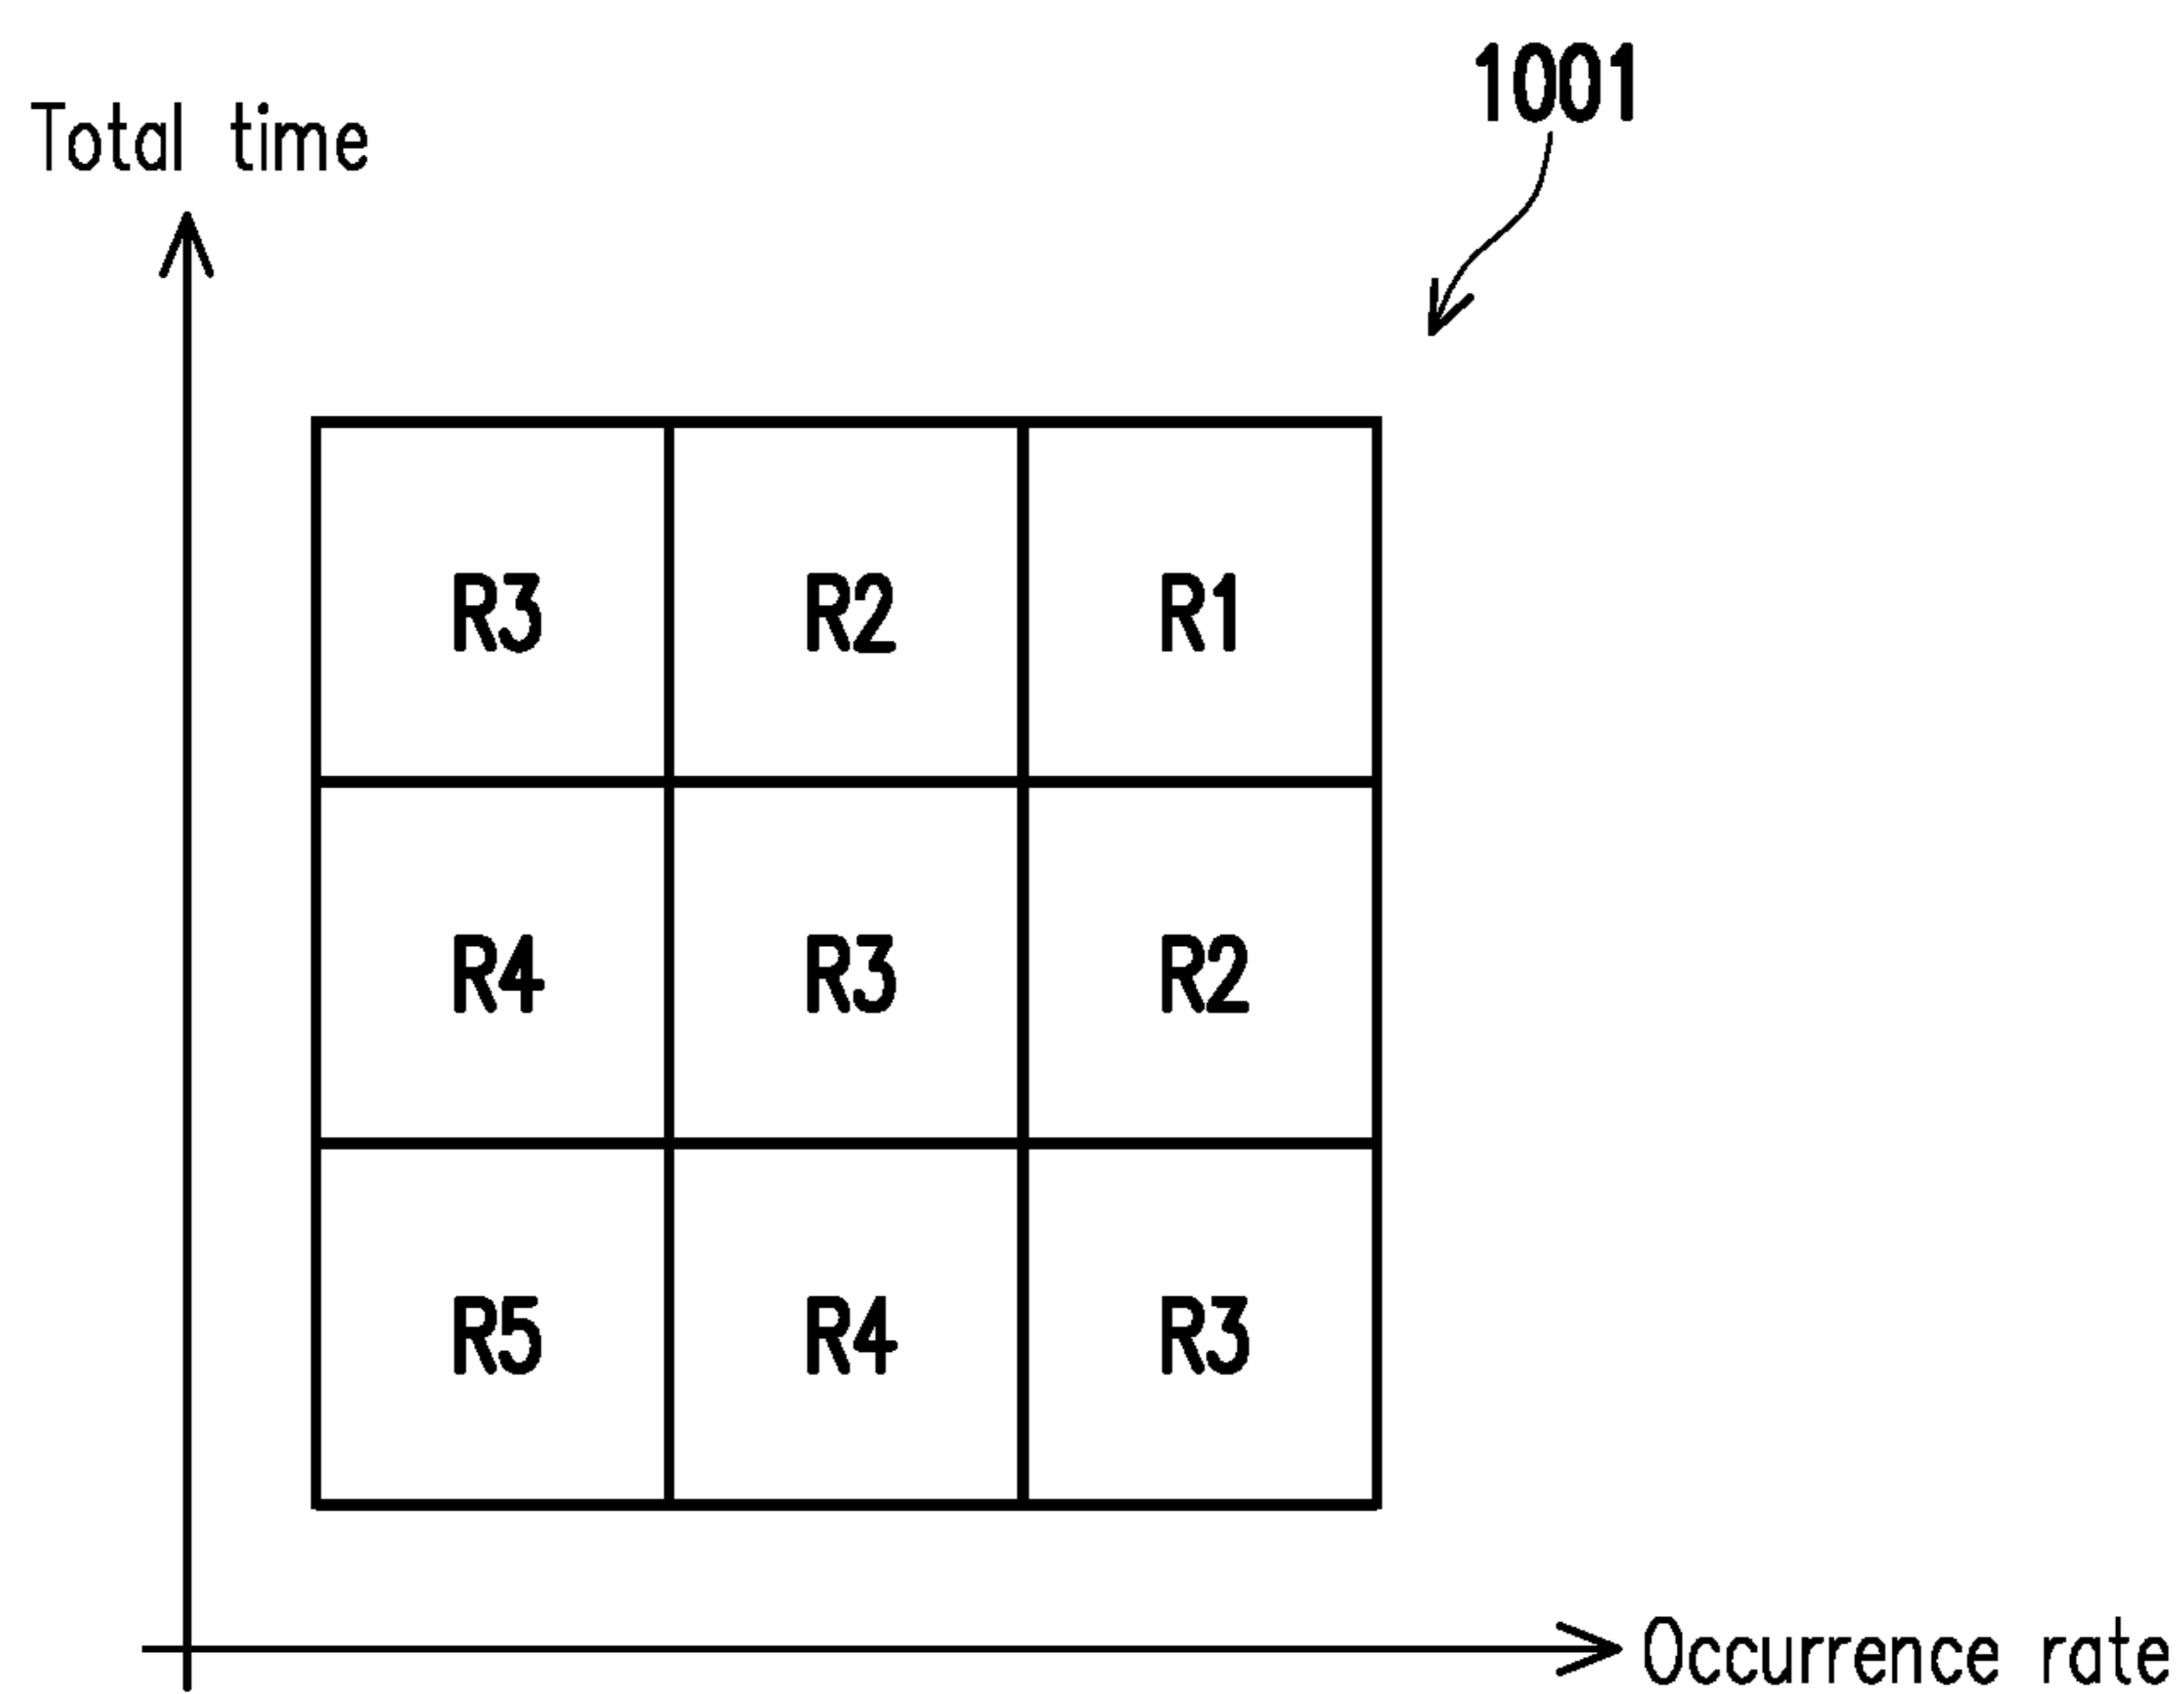 1001
Total time
R3 R2 R1
R4 R3 R2
R5 R4 R3
Occurrence rate